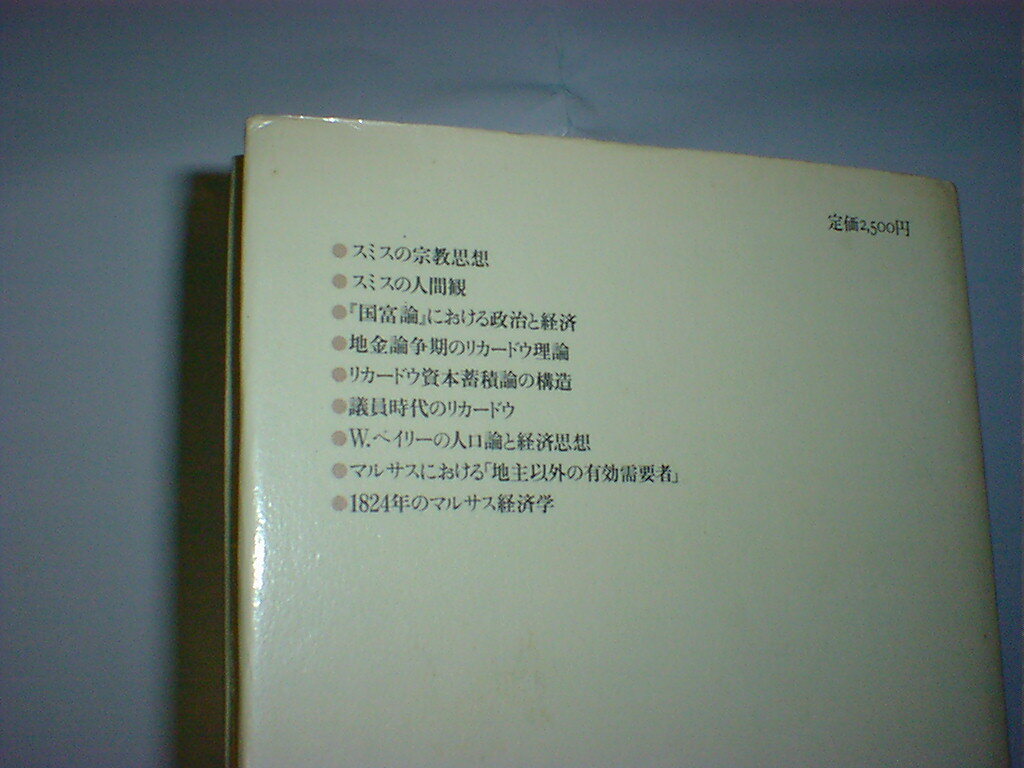 定価2,500円
●スミスの宗教思想
●スミスの人間観
●『国富論』における政治と経済
●地金論争期のリカードウ理論
●リカードウ資本蓄積論の構造
●議員時代のリカードウ
●W.ペイリーの人口論と経済思想
●マルサスにおける「地主以外の有効需要者」
●1824年のマルサス経済学